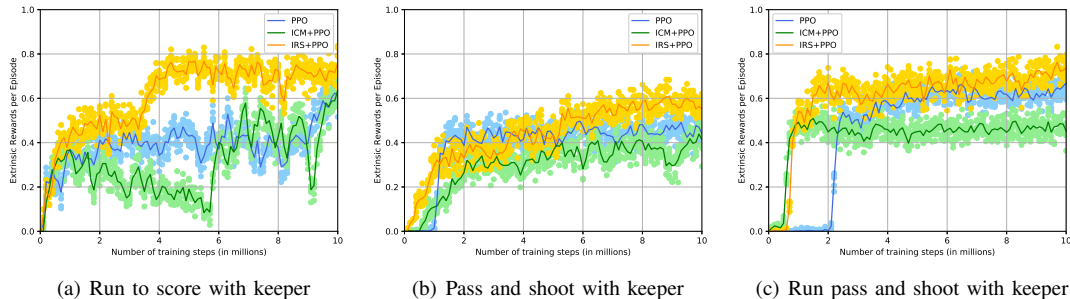 1.0
0.8
0.6
0.4
0.2
0.0
Extrinsic Rewards per Episode
PPO
ICM+PPO
IRS+PPO
0 2 4 6 8 10
Number of training steps (in millions)
(a) Run to score with keeper
1.0
0.8
0.6
0.4
0.2
0.0
Extrinsic Rewards per Episode
PPO
ICM+PPO
IRS+PPO
0 2 4 6 8 10
Number of training steps (in millions)
(b) Pass and shoot with keeper
1.0
0.8
0.6
0.4
0.2
0.0
Extrinsic Rewards per Episode
PPO
ICM+PPO
IRS+PPO
0 2 4 6 8 10
Number of training steps (in millions)
(c) Run pass and shoot with keeper